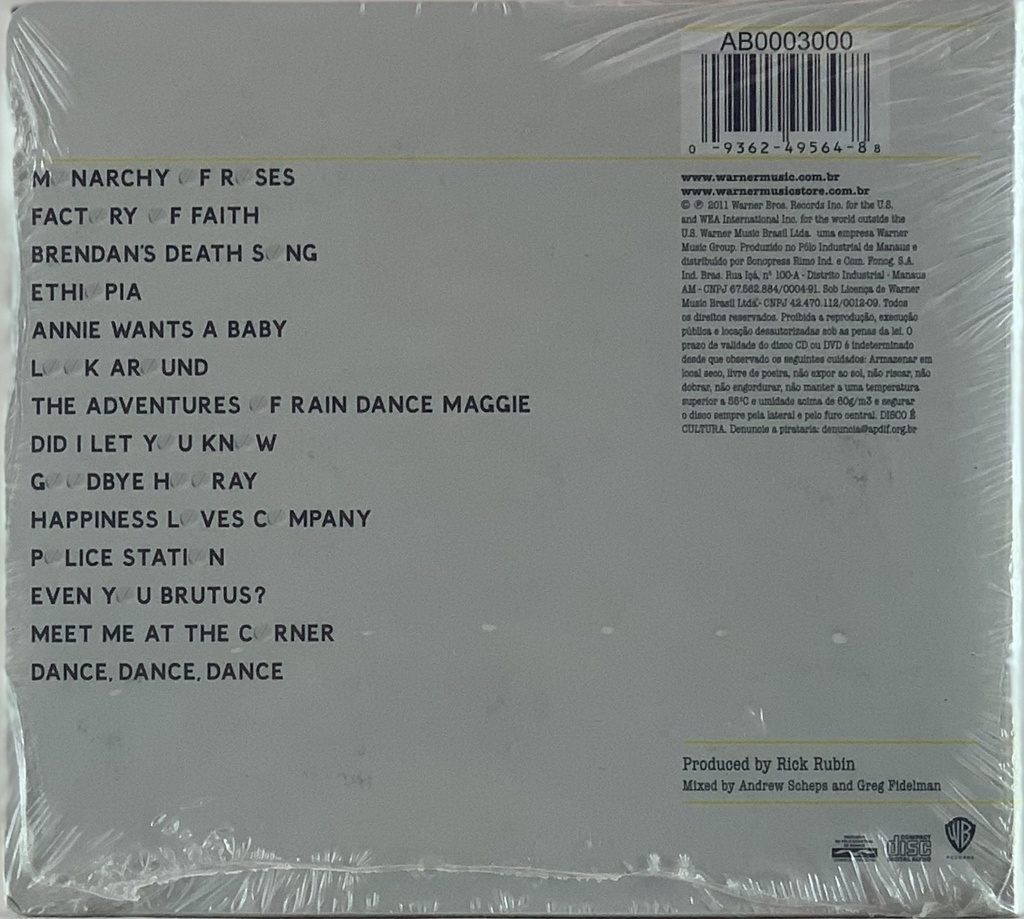 AB0003000
0 -9362-49564-8 8
MONARCHY OF ROSES
FACTORY OF FAITH
BRENDAN'S DEATH SONG
ETHIOPIA
ANNIE WANTS A BABY
LOOK AROUND
THE ADVENTURES OF RAIN DANCE MAGGIE
DID I LET YOU KNOW
GOODBYE HOORAY
HAPPINESS LOVES COMPANY
POLICE STATION
EVEN YOU BRUTUS?
MEET ME AT THE CORNER
DANCE, DANCE, DANCE
www.warnermusic.com.br
www.warnermusicstore.com.br
© ℗ 2011 Warner Bros. Records Inc. for the U.S.
and WEA International Inc. for the world outside the
U.S. Warner Music Brasil Ltda. uma empresa Warner
Music Group. Produzido no Pólo Industrial de Manaus e
distribuído por Sonopress Rimo Ind. e Com. Fonog. S.A.
Ind. Bras. Rua Içá, nº 100-A - Distrito Industrial - Manaus
AM - CNPJ 67.562.884/0004-91. Sob Licença de Warner
Music Brasil Ltda.- CNPJ 42.470.112/0012-09. Todos
os direitos reservados. Proibida a reprodução, execução
pública e locação desautorizadas sob as penas da lei. O
prazo de validade do disco CD ou DVD é indeterminado
desde que observado os seguintes cuidados: Armazenar em
local seco, livre de poeira, não expor ao sol, não riscar, não
dobrar, não engordurar, não manter a uma temperatura
superior a 55°C e umidade acima de 60g/m3 e segurar
o disco sempre pela lateral e pelo furo central. DISCO É
CULTURA. Denuncie a pirataria: denuncia@apdif.org.br
Produced by Rick Rubin
Mixed by Andrew Scheps and Greg Fidelman
COMPACT
disc
DIGITAL AUDIO
WB
RECORDS